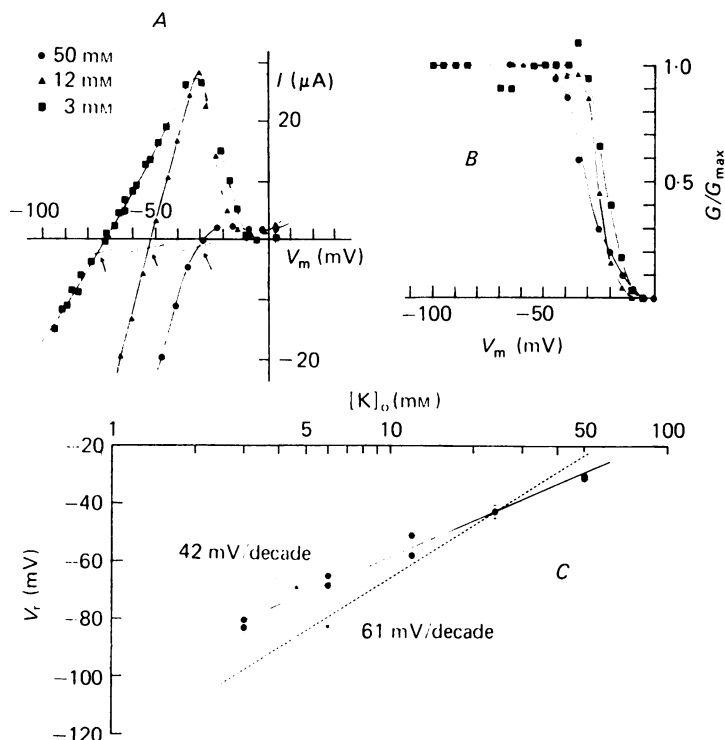 A
50 mM
12 mM
3 mM
I (μA)
20
-100
-50
V_m (mV)
-20
B
1·0
0·5
G/G_max
-100
-50
V_m (mV)
[K]_o (mM)
1
5
10
50
100
-20
-40
-60
-80
-100
-120
V_r (mV)
42 mV/decade
61 mV/decade
C